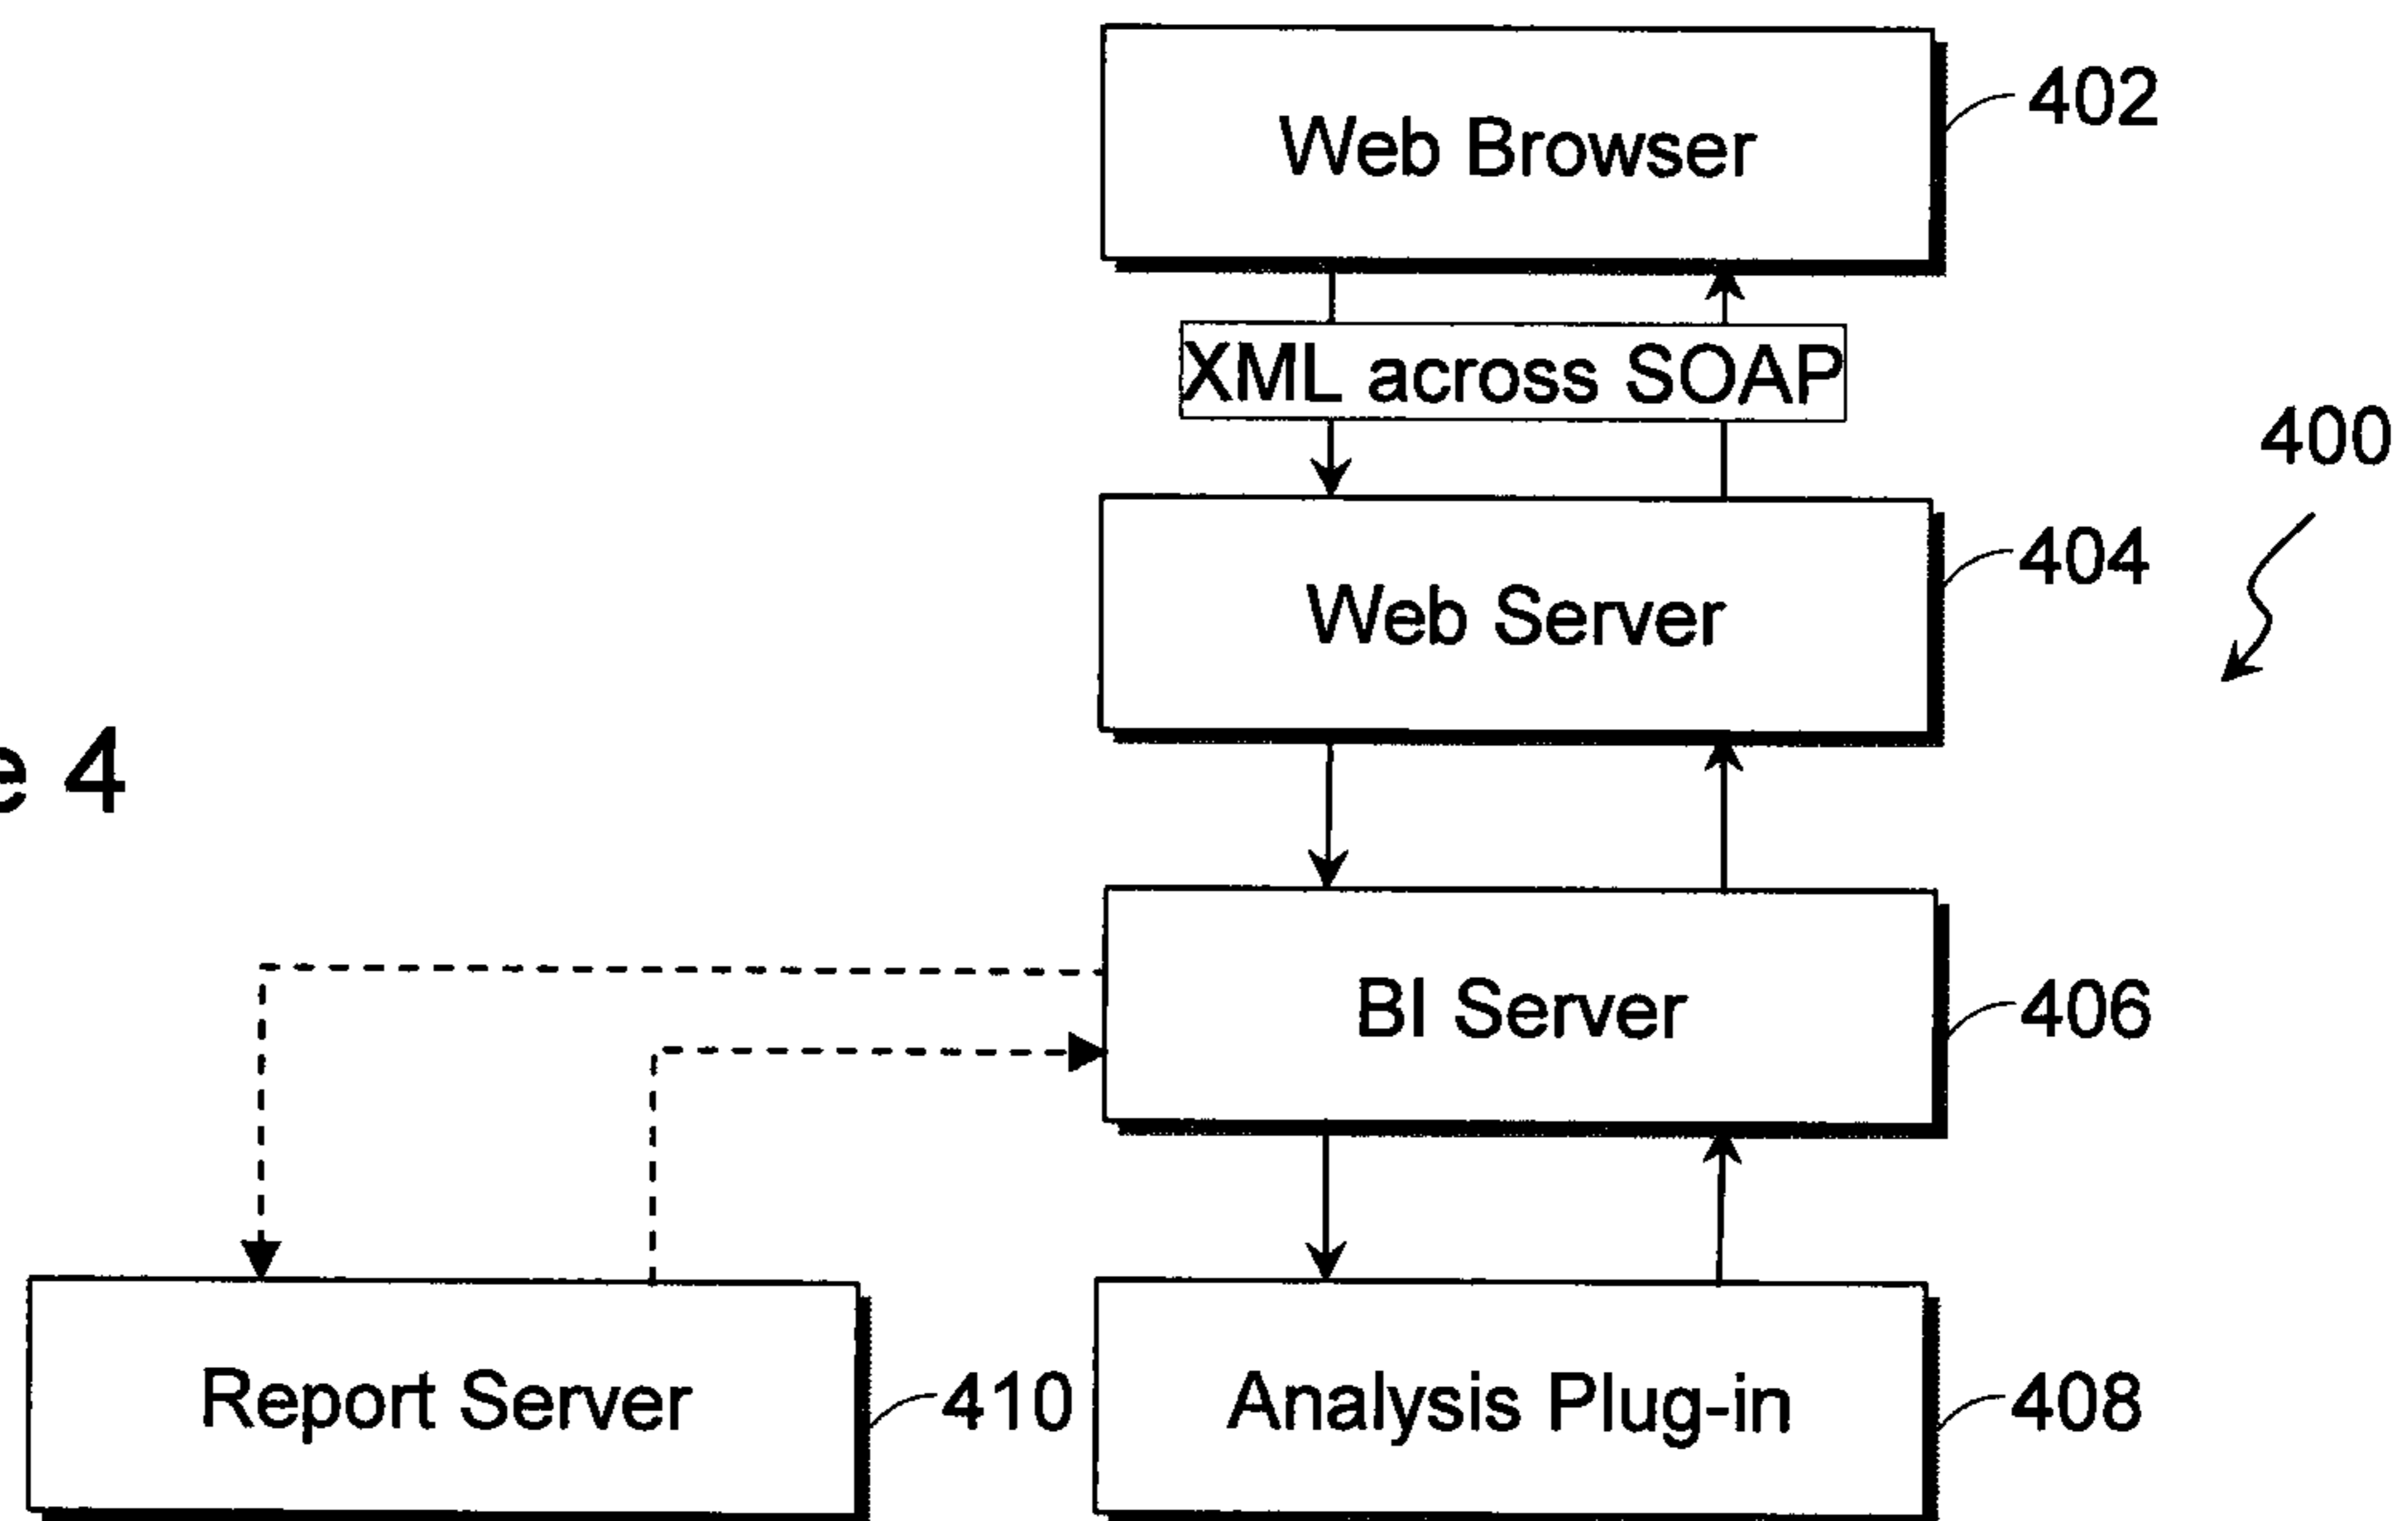 Web Browser
402
XML across SOAP
400
Web Server
404
e 4
BI Server
406
Report Server
410
Analysis Plug-in
408